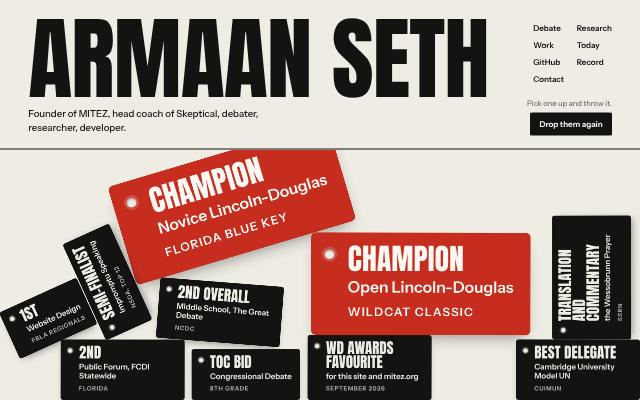 ARMAAN SETH
Founder of MITEZ, head coach of Skeptical, debater,
researcher, developer.
Debate
Research
Work
Today
GitHub
Record
Contact
Pick one up and throw it.
Drop them again
CHAMPION
Novice Lincoln-Douglas
FLORIDA BLUE KEY
CHAMPION
Open Lincoln-Douglas
WILDCAT CLASSIC
TRANSLATION
AND
COMMENTARY
the Wessobrunn Prayer
SSRN
SEMI-FINALIST
Impromptu Speaking
NSDA, TOP 12
1ST
Website Design
FBLA REGIONALS
2ND OVERALL
Middle School, The Great
Debate
NCDC
2ND
Public Forum, FCDI
Statewide
FLORIDA
TOC BID
Congressional Debate
8TH GRADE
WD AWARDS
FAVOURITE
for this site and mitez.org
SEPTEMBER 2026
BEST DELEGATE
Cambridge University
Model UN
CUIMUN